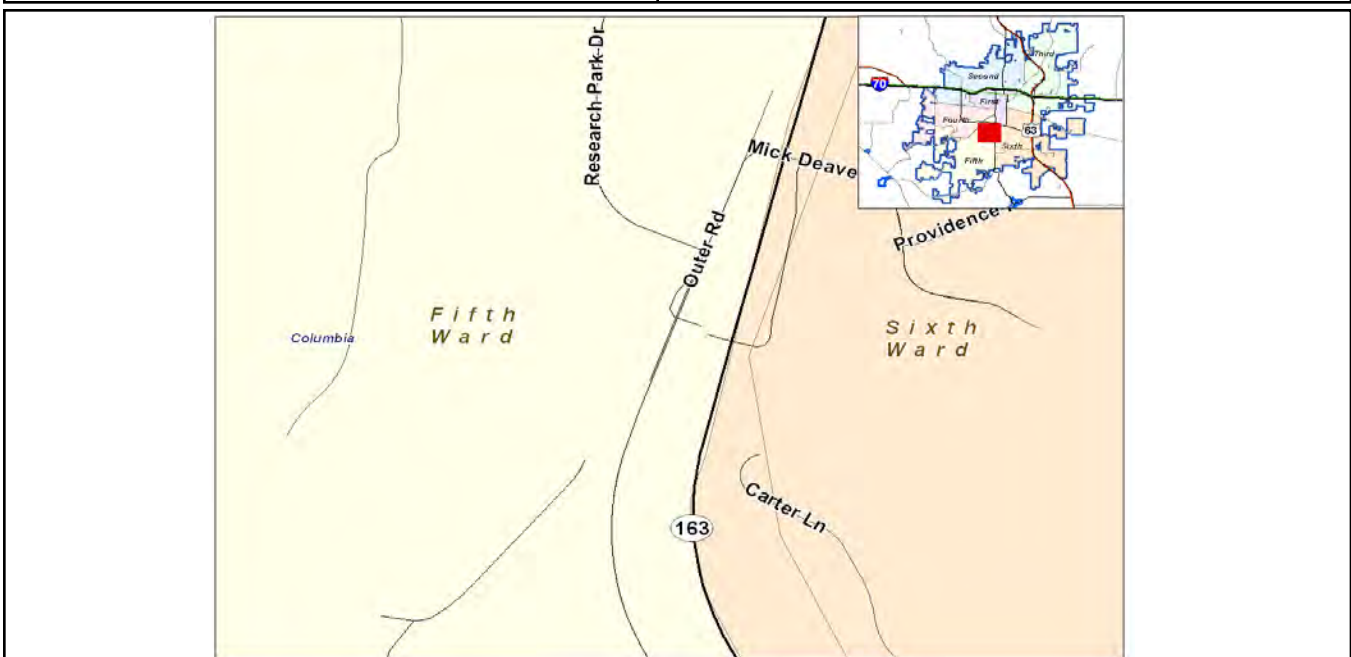 Research Park Dr
Mick Deave
Outer Rd
Providence
Fifth
Ward
Columbia
Sixth
Ward
Carter Ln
163
Third
Second
70
First
Fourth
63
Sixth
Fifth